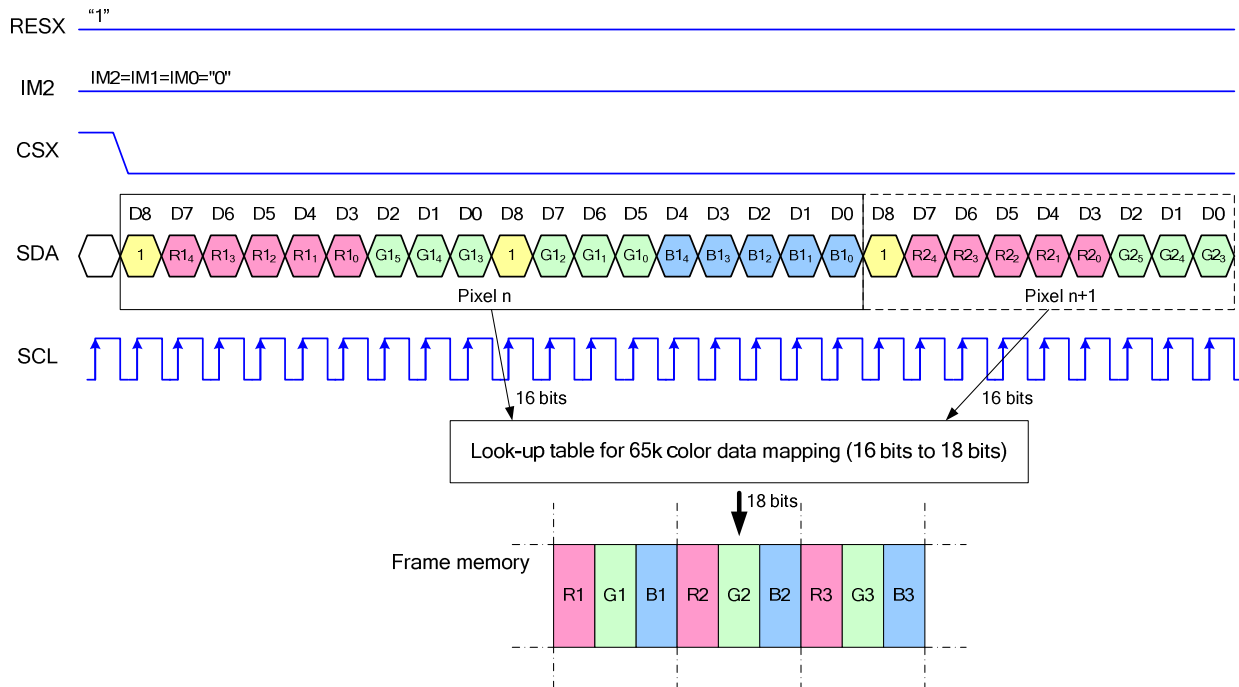 RESX "1"
IM2 IM2=IM1=IM0="0"
CSX
D8 D7 D6 D5 D4 D3 D2 D1 D0 D8 D7 D6 D5 D4 D3 D2 D1 D0 D8 D7 D6 D5 D4 D3 D2 D1 D0
SDA 1 R1₄ R1₃ R1₂ R1₁ R1₀ G1₅ G1₄ G1₃ 1 G1₂ G1₁ G1₀ B1₄ B1₃ B1₂ B1₁ B1₀ 1 R2₄ R2₃ R2₂ R2₁ R2₀ G2₅ G2₄ G2₃
Pixel n Pixel n+1
SCL
16 bits 16 bits
Look-up table for 65k color data mapping (16 bits to 18 bits)
18 bits
Frame memory
R1 G1 B1 R2 G2 B2 R3 G3 B3